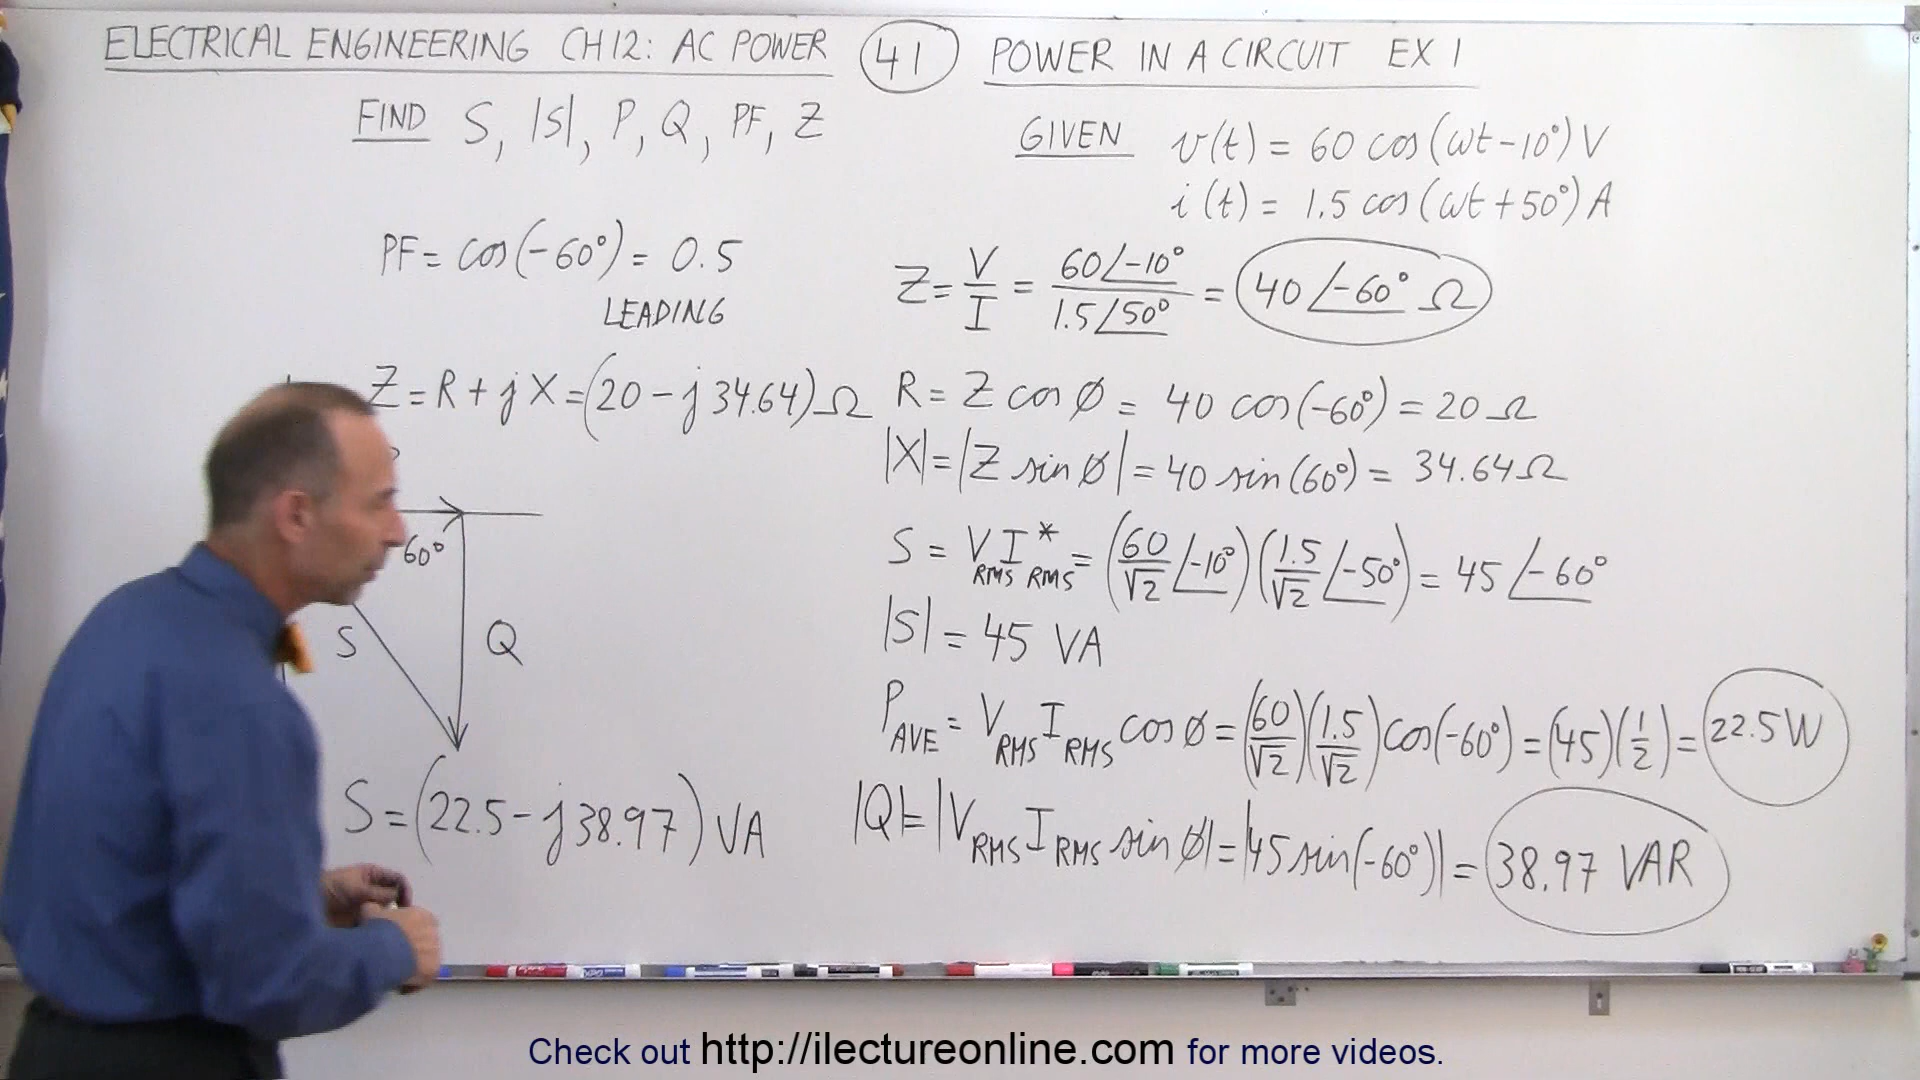 ELECTRICAL ENGINEERING CH12: AC POWER (41) POWER IN A CIRCUIT EX 1
FIND S, |S|, P, Q, PF, Z
GIVEN v(t) = 60 cos(ωt-10°) V
i(t) = 1.5 cos(ωt+50°) A
PF = cos(-60°) = 0.5
LEADING
Z = V/I = 60∠-10° / 1.5∠50° = 40∠-60° Ω
Z = R + jX = (20 - j34.64) Ω
R = Z cos ϕ = 40 cos(-60°) = 20 Ω
|X| = |Z sin ϕ| = 40 sin(60°) = 34.64 Ω
60°
S
Q
S = (22.5 - j38.97) VA
S = V_RMS I*_RMS = (60/√2 ∠-10°)(1.5/√2 ∠-50°) = 45∠-60°
|S| = 45 VA
P_AVE = V_RMS I_RMS cos ϕ = (60/√2)(1.5/√2) cos(-60°) = (45)(1/2) = 22.5 W
|Q| = |V_RMS I_RMS sin ϕ| = |45 sin(-60°)| = 38.97 VAR
Check out http://ilectureonline.com for more videos.